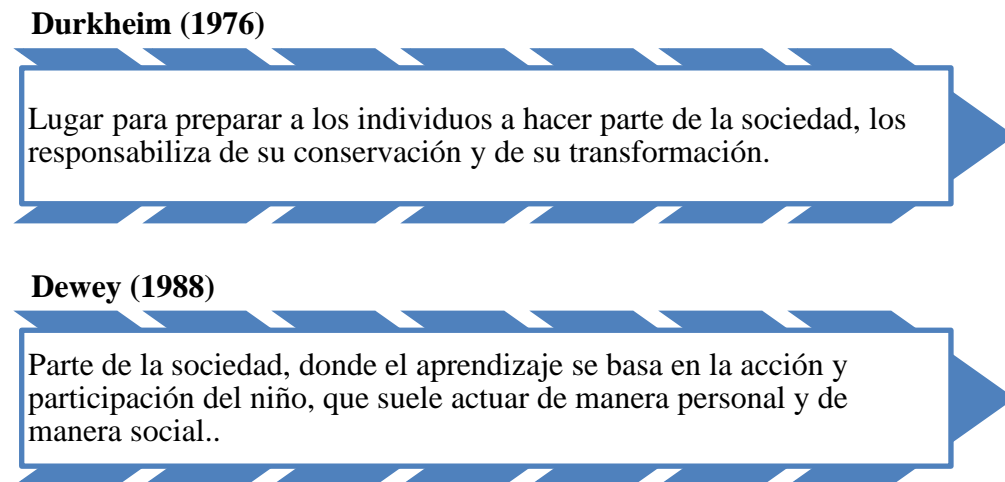 Durkheim (1976)
Lugar para preparar a los individuos a hacer parte de la sociedad, los
responsabiliza de su conservación y de su transformación.
Dewey (1988)
Parte de la sociedad, donde el aprendizaje se basa en la acción y
participación del niño, que suele actuar de manera personal y de
manera social..